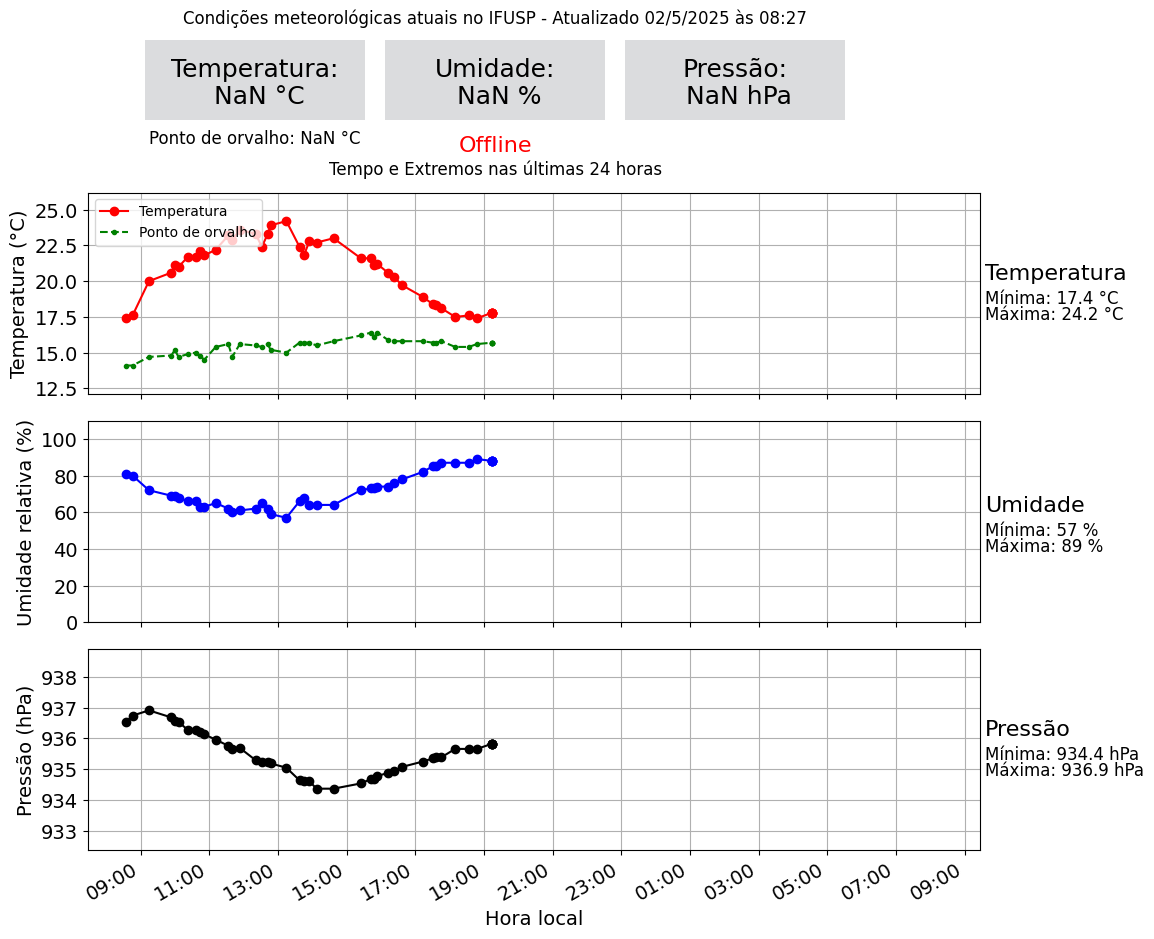 Condições meteorológicas atuais no IFUSP - Atualizado 02/5/2025 às 08:27
Temperatura:
NaN °C
Umidade:
NaN %
Pressão:
NaN hPa
Ponto de orvalho: NaN °C
Offline
Tempo e Extremos nas últimas 24 horas
Temperatura (°C)
25.0
22.5
20.0
17.5
15.0
12.5
Temperatura
Ponto de orvalho
Temperatura
Mínima: 17.4 °C
Máxima: 24.2 °C
Umidade relativa (%)
100
80
60
40
20
0
Umidade
Mínima: 57 %
Máxima: 89 %
Pressão (hPa)
938
937
936
935
934
933
Pressão
Mínima: 934.4 hPa
Máxima: 936.9 hPa
09:00
11:00
13:00
15:00
17:00
19:00
21:00
23:00
01:00
03:00
05:00
07:00
09:00
Hora local